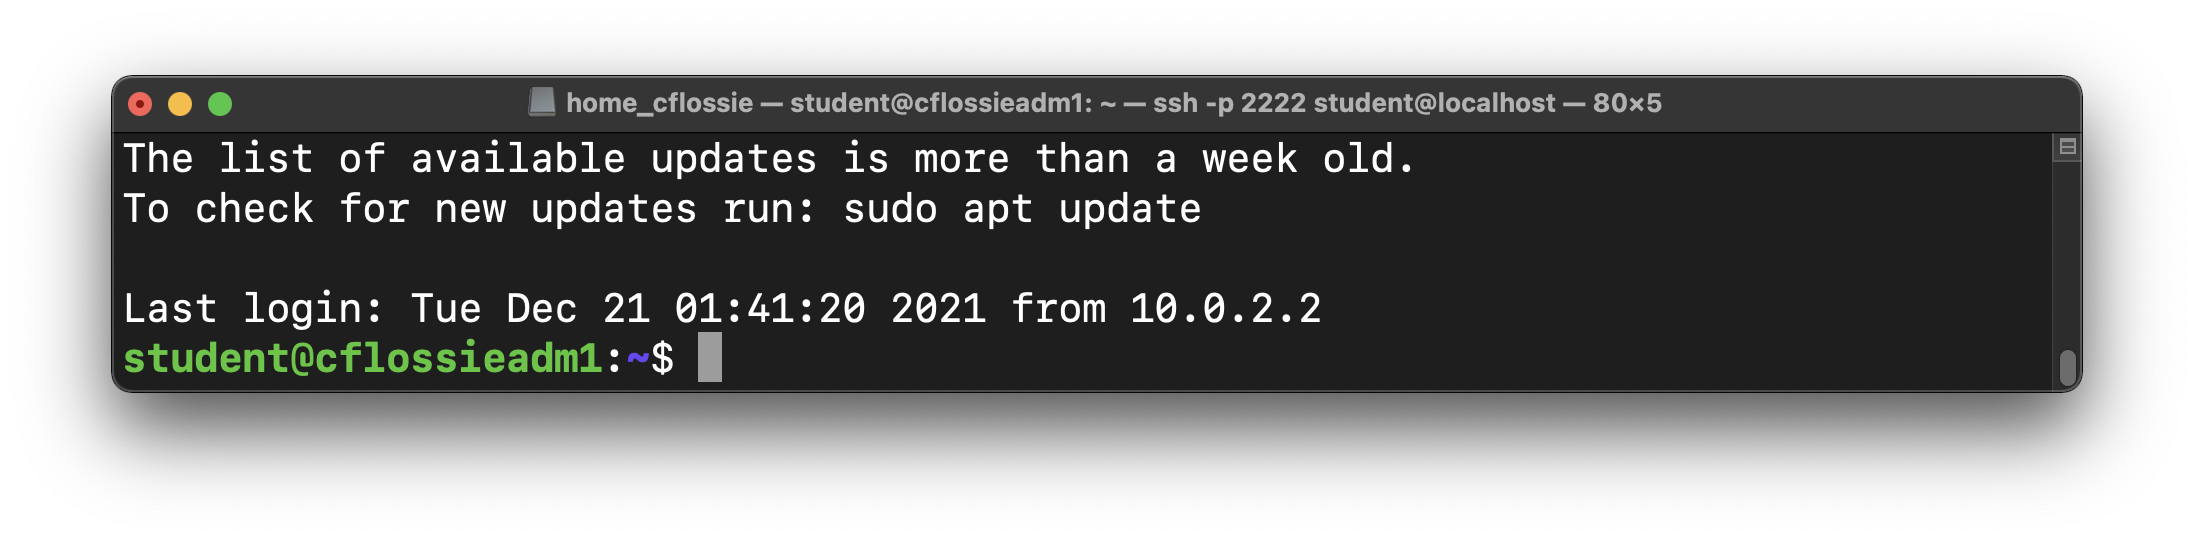 home_cflossie — student@cflossieadm1: ~ — ssh -p 2222 student@localhost — 80×5
The list of available updates is more than a week old.
To check for new updates run: sudo apt update
Last login: Tue Dec 21 01:41:20 2021 from 10.0.2.2
student@cflossieadm1:~$